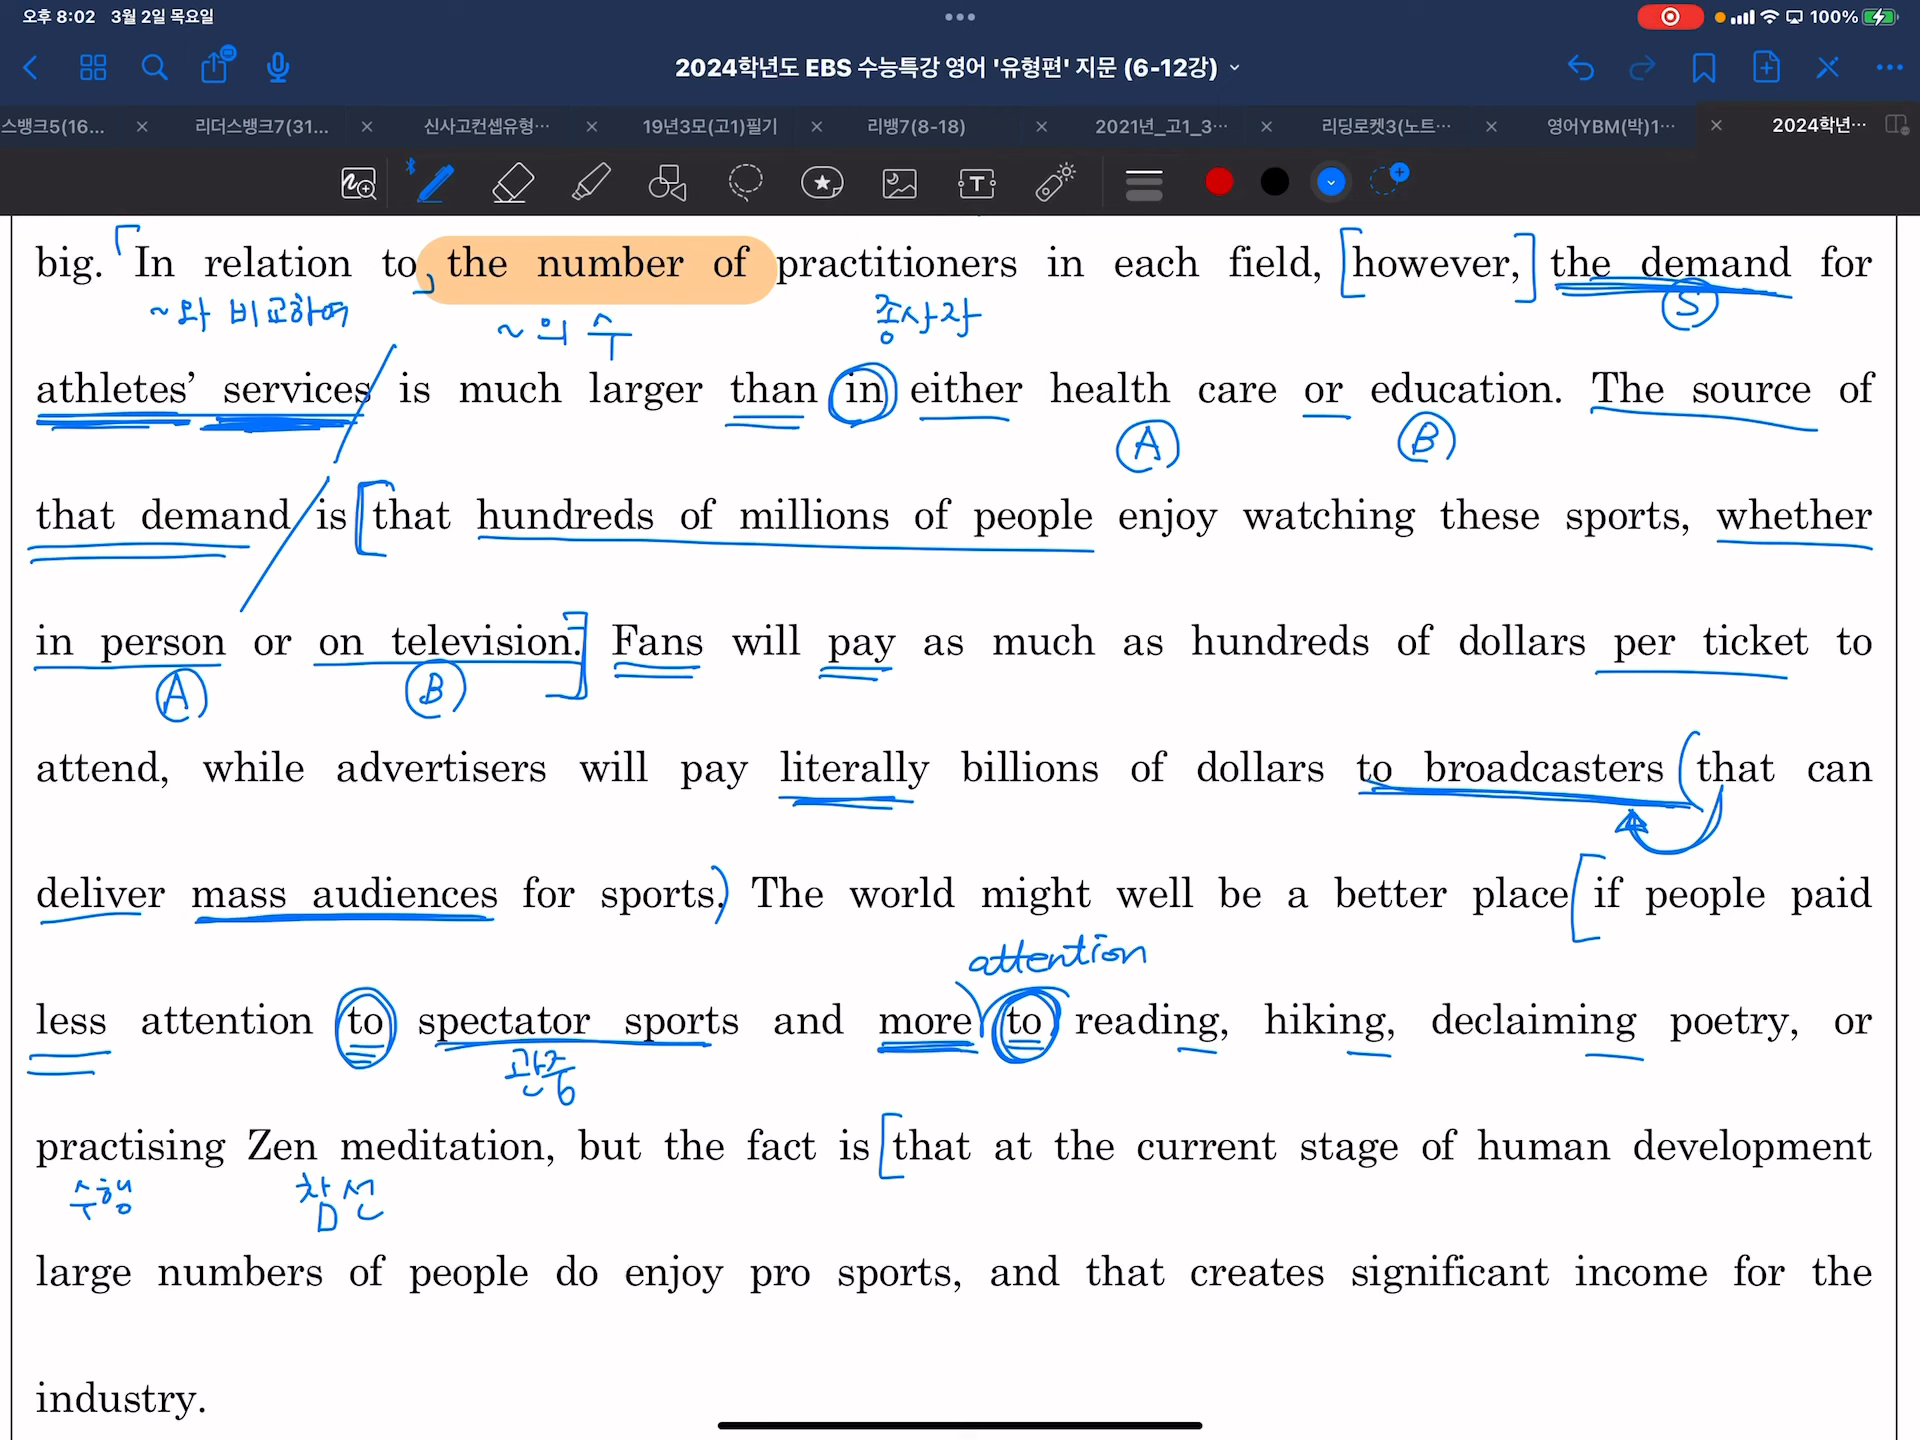 오후 8:02 3월 2일 목요일
100%
2024학년도 EBS 수능특강 영어 '유형편' 지문 (6-12강)
스뱅크5(16... 리더스뱅크7(31... 신사고컨셉유형... 19년3모(고1)필기 리뱅7(8-18) 2021년_고1_3... 리딩로켓3(노트... 영어YBM(박)1... 2024학년...
big. In relation to the number of practitioners in each field, however, the demand for
~와 비교하여 ~의 수 종사자 S
athletes' services is much larger than in either health care or education. The source of
A B
that demand is that hundreds of millions of people enjoy watching these sports, whether
in person or on television. Fans will pay as much as hundreds of dollars per ticket to
A B
attend, while advertisers will pay literally billions of dollars to broadcasters that can
deliver mass audiences for sports. The world might well be a better place if people paid
attention
less attention to spectator sports and more to reading, hiking, declaiming poetry, or
관중
practising Zen meditation, but the fact is that at the current stage of human development
수행 참선
large numbers of people do enjoy pro sports, and that creates significant income for the
industry.